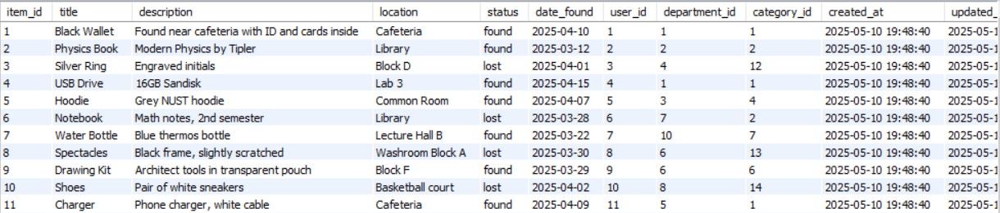 item_id title description location status date_found user_id department_id category_id created_at updated_
1 Black Wallet Found near cafeteria with ID and cards inside Cafeteria found 2025-04-10 1 1 1 2025-05-10 19:48:40 2025-05-1
2 Physics Book Modern Physics by Tipler Library found 2025-03-12 2 2 2 2025-05-10 19:48:40 2025-05-1
3 Silver Ring Engraved initials Block D lost 2025-04-01 3 4 12 2025-05-10 19:48:40 2025-05-1
4 USB Drive 16GB Sandisk Lab 3 found 2025-04-15 4 1 1 2025-05-10 19:48:40 2025-05-1
5 Hoodie Grey NUST hoodie Common Room found 2025-04-07 5 3 4 2025-05-10 19:48:40 2025-05-1
6 Notebook Math notes, 2nd semester Library lost 2025-03-28 6 7 2 2025-05-10 19:48:40 2025-05-1
7 Water Bottle Blue thermos bottle Lecture Hall B found 2025-03-22 7 10 7 2025-05-10 19:48:40 2025-05-1
8 Spectacles Black frame, slightly scratched Washroom Block A lost 2025-03-30 8 6 13 2025-05-10 19:48:40 2025-05-1
9 Drawing Kit Architect tools in transparent pouch Block F found 2025-03-29 9 6 6 2025-05-10 19:48:40 2025-05-1
10 Shoes Pair of white sneakers Basketball court lost 2025-04-02 10 8 14 2025-05-10 19:48:40 2025-05-1
11 Charger Phone charger, white cable Cafeteria found 2025-04-09 11 5 1 2025-05-10 19:48:40 2025-05-1